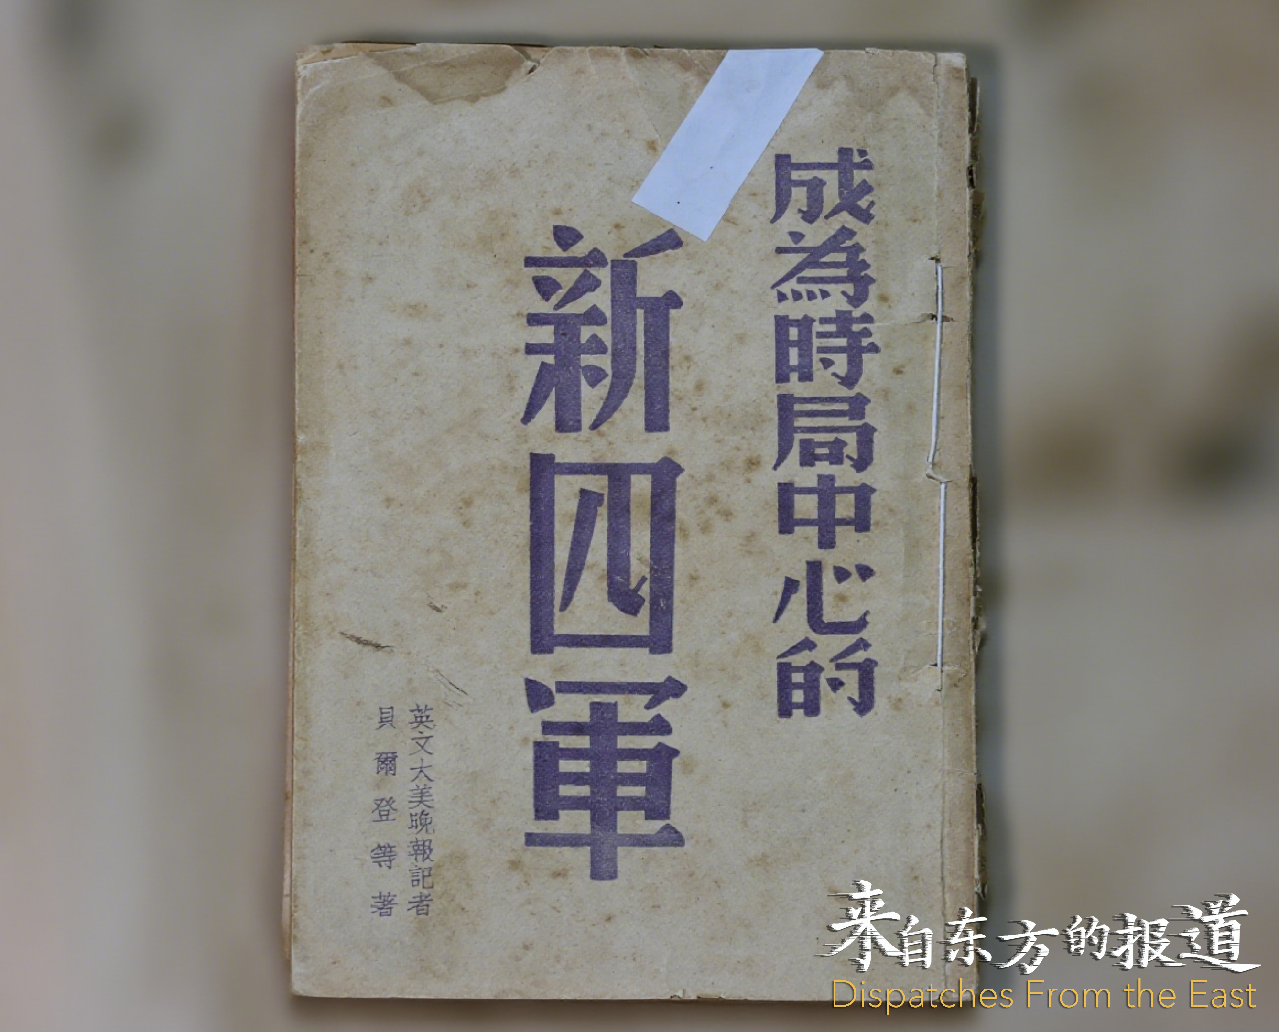 成為時局中心的
新四軍
英文大美晚報記者
貝爾登等著
来自东方的报道
Dispatches From the East